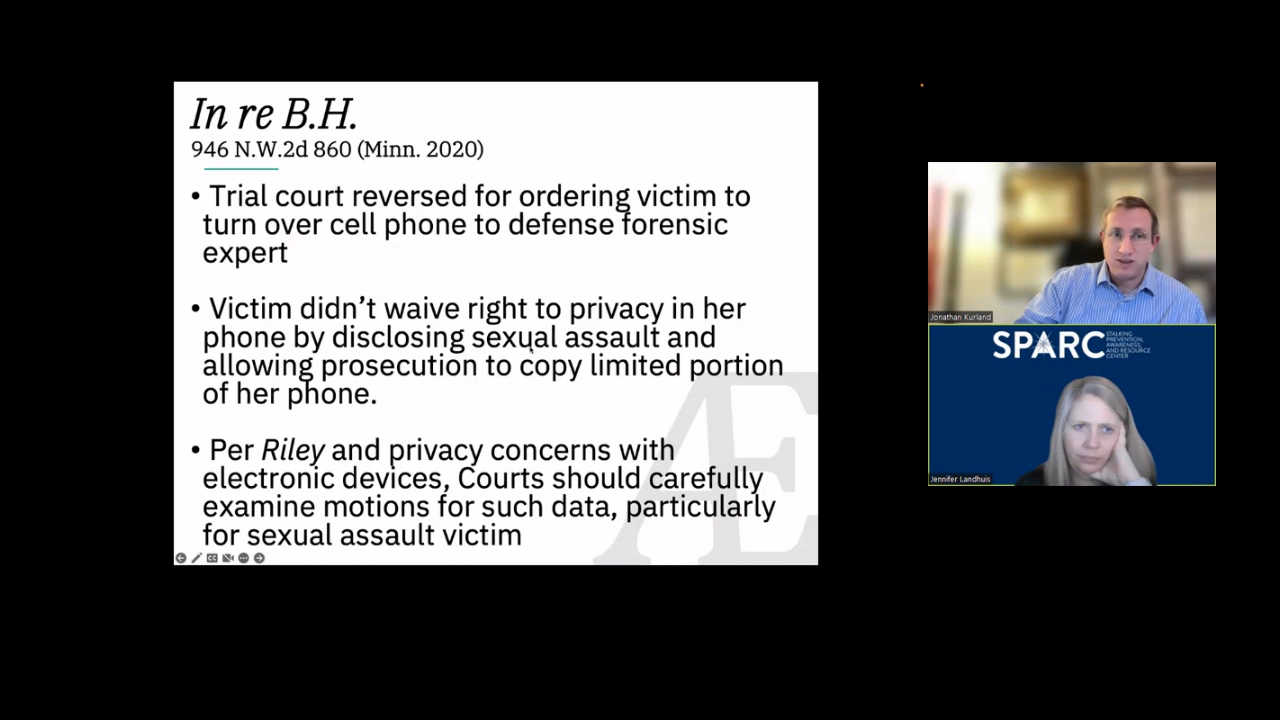 In re B.H.
946 N.W.2d 860 (Minn. 2020)
• Trial court reversed for ordering victim to
turn over cell phone to defense forensic
expert
• Victim didn’t waive right to privacy in her
phone by disclosing sexual assault and
allowing prosecution to copy limited portion
of her phone.
• Per Riley and privacy concerns with
electronic devices, Courts should carefully
examine motions for such data, particularly
for sexual assault victim
Æ
CC
Jonathan Kurland
SPARC
STALKING
PREVENTION,
AWARENESS,
AND RESOURCE
CENTER
Jennifer Landhuis